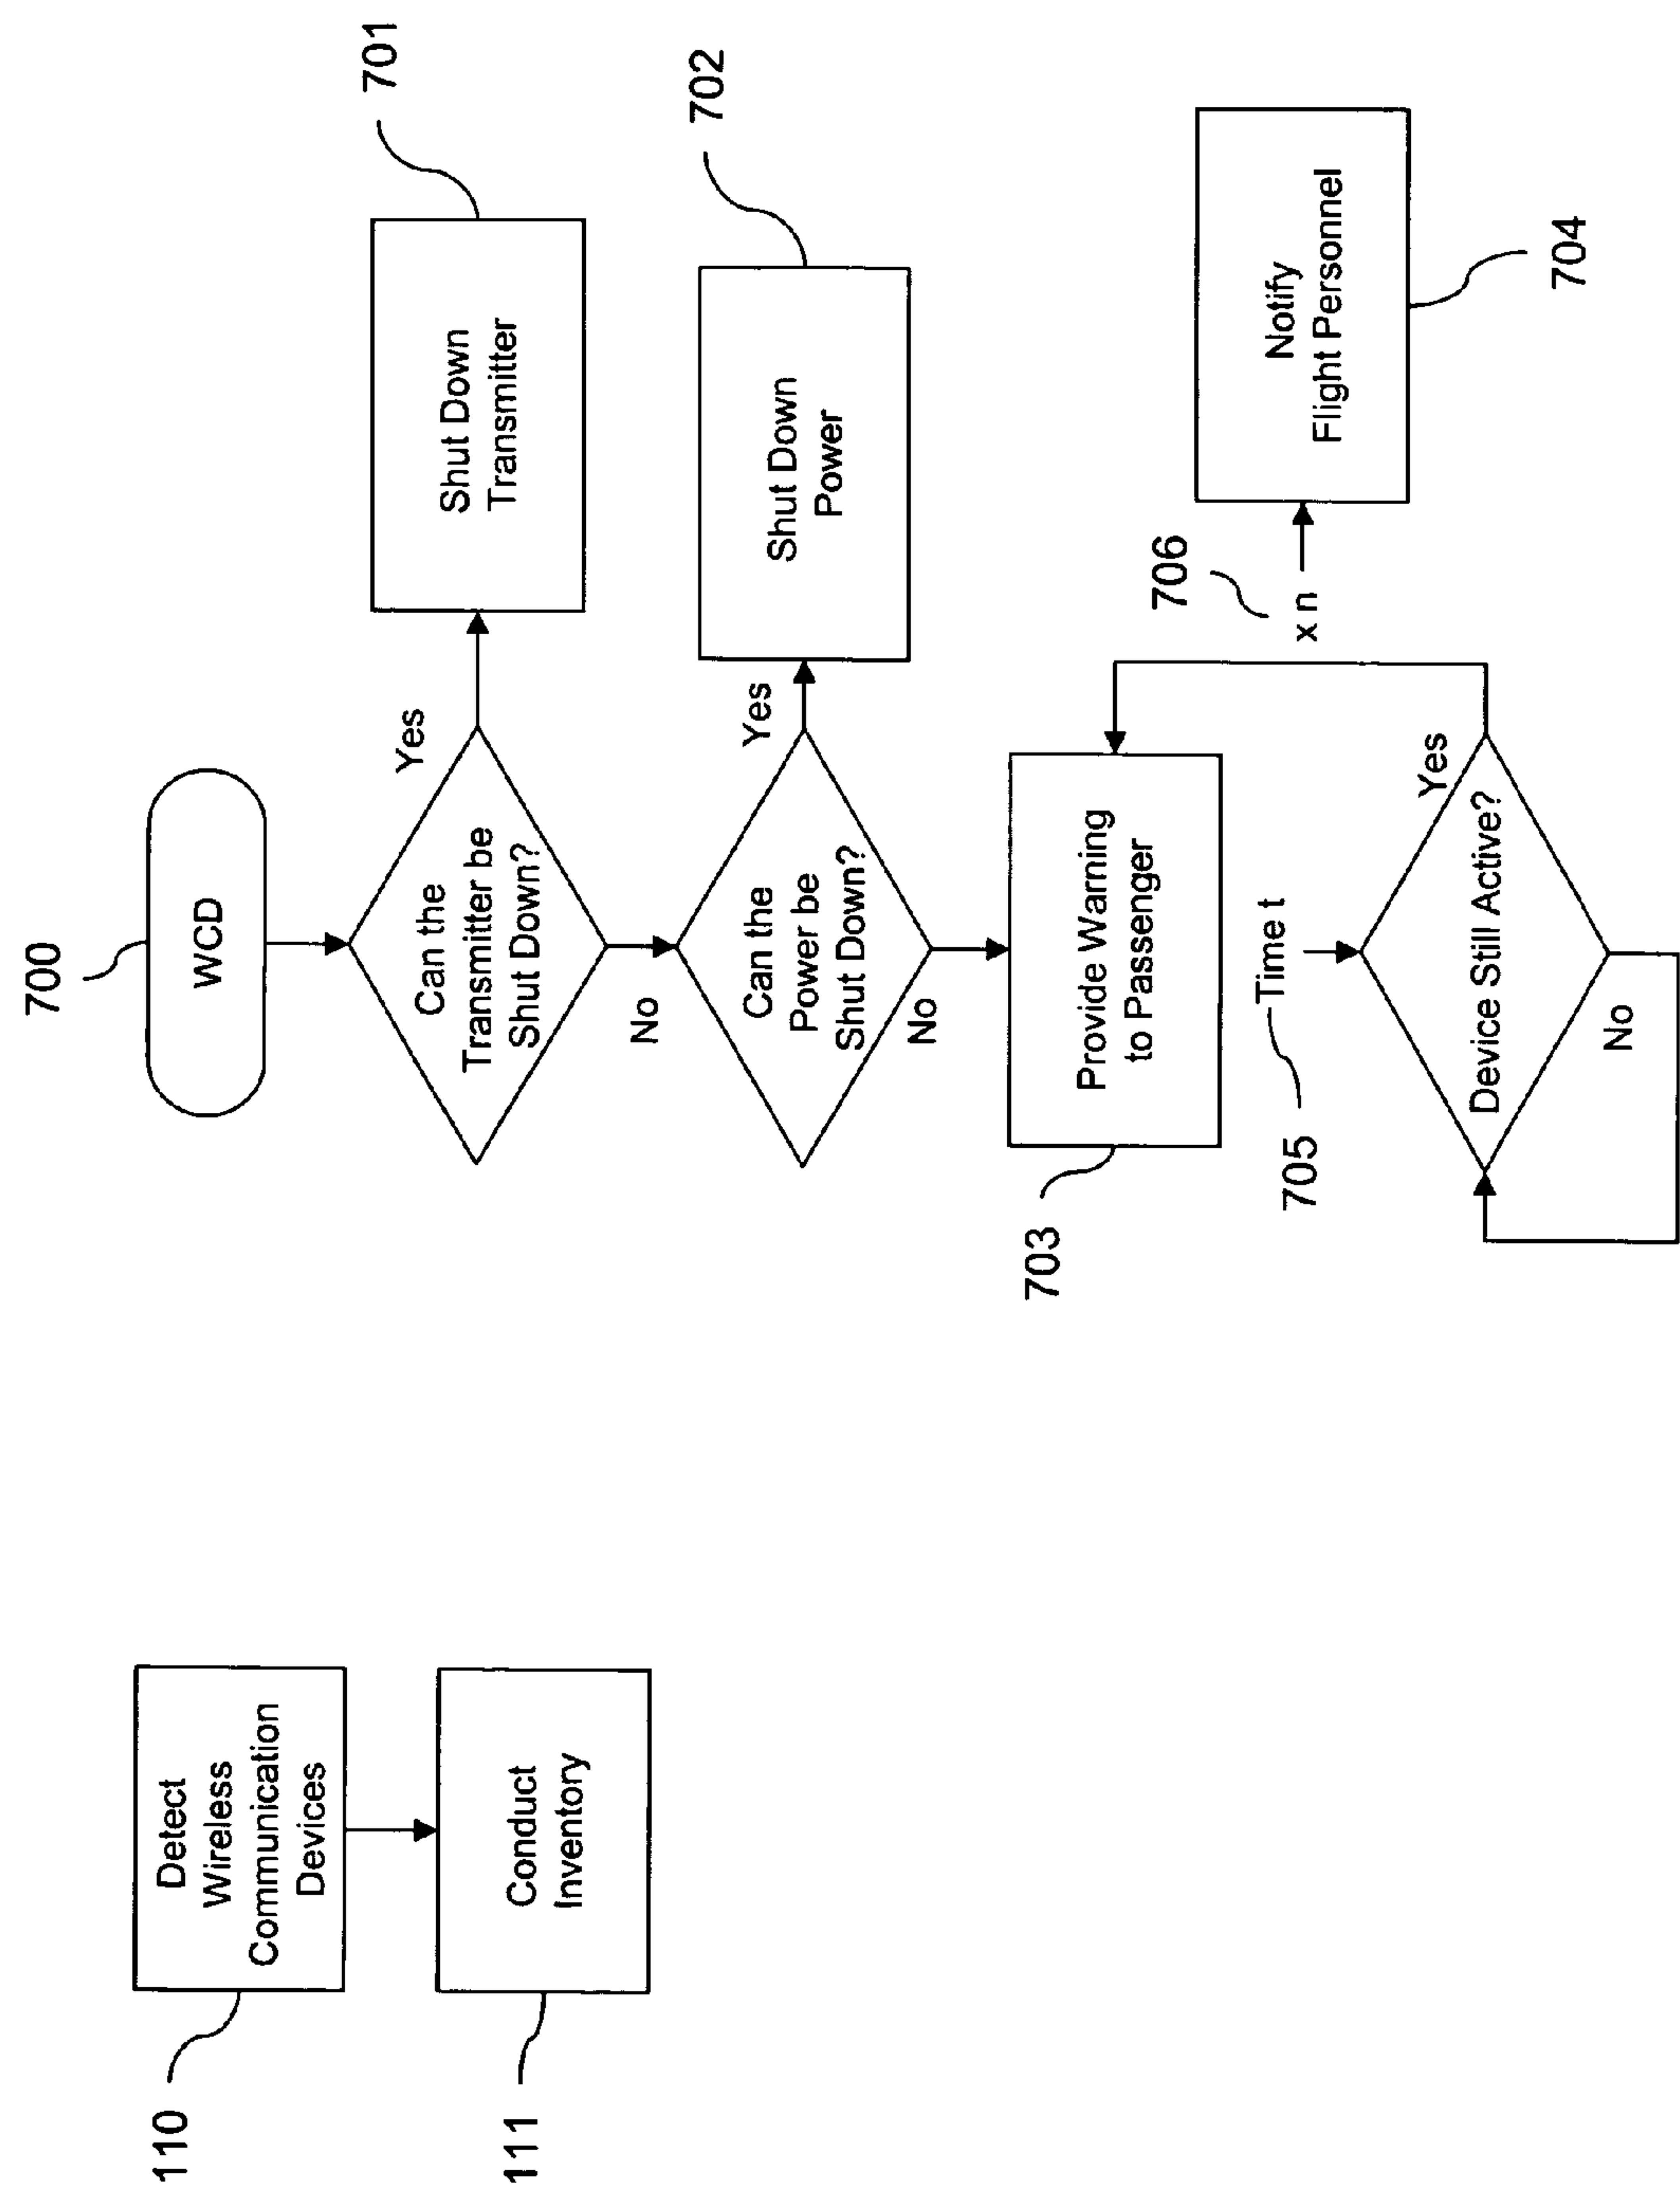 110
Detect
Wireless
Communication
Devices
111
Conduct
Inventory
700
WCD
Can the
Transmitter be
Shut Down?
Yes
Shut Down
Transmitter
701
No
Can the
Power be
Shut Down?
Yes
Shut Down
Power
702
No
Provide Warning
to Passenger
703
705
Time t
Device Still Active?
Yes
No
706
x n
Notify
Flight Personnel
704